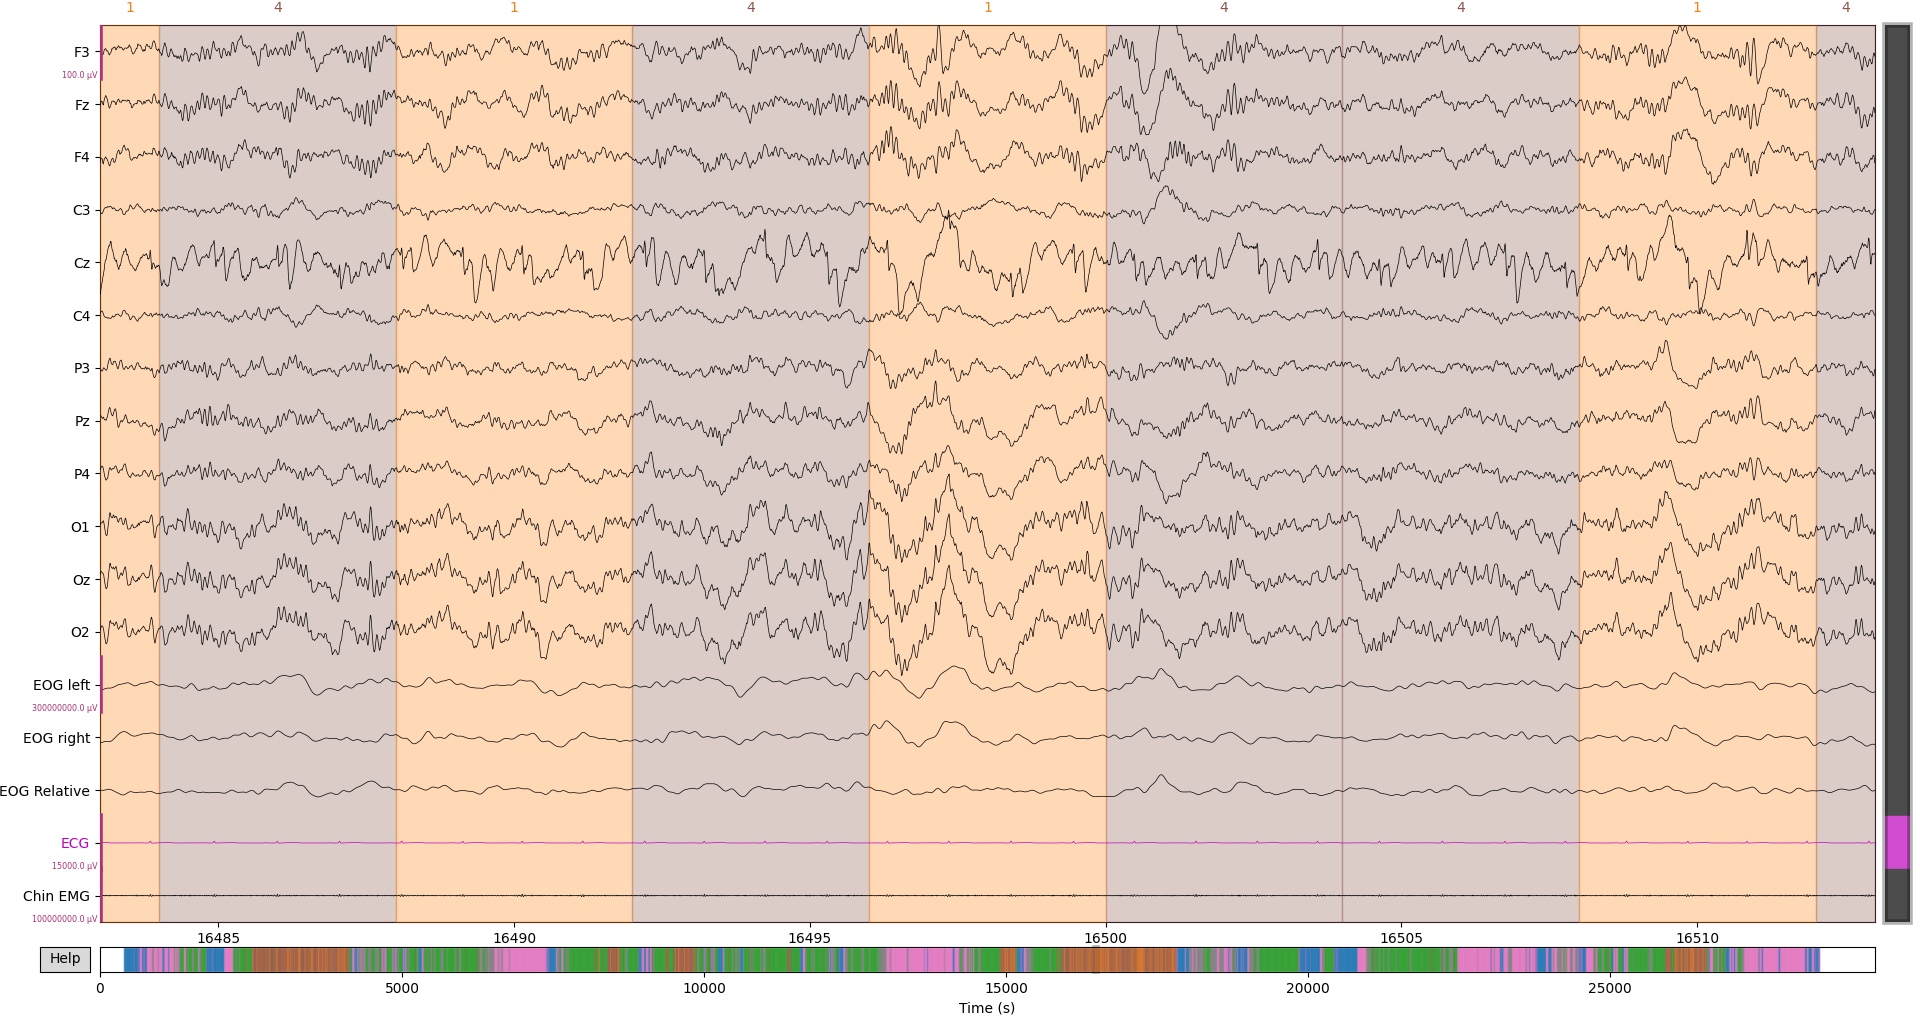 1 4 1 4 1 4 4 1 4
F3
100.0 µV
Fz
F4
C3
Cz
C4
P3
Pz
P4
O1
Oz
O2
EOG left
300000000.0 µV
EOG right
EOG Relative
ECG
15000.0 µV
Chin EMG
100000000.0 µV
16485 16490 16495 16500 16505 16510
Help
0 5000 10000 15000 20000 25000
Time (s)